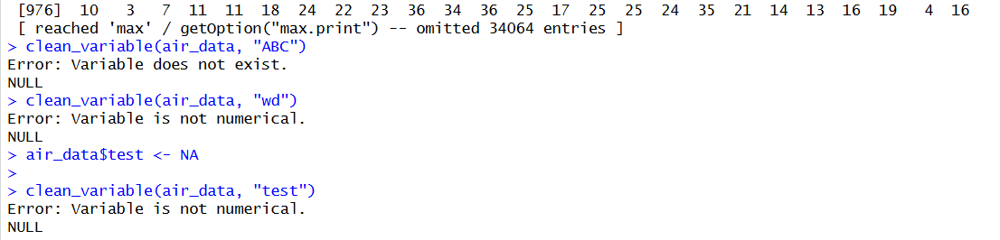 [976] 10 3 7 11 11 18 24 22 23 36 34 36 25 17 25 25 24 35 21 14 13 16 19 4 16
[ reached 'max' / getOption("max.print") -- omitted 34064 entries ]
> clean_variable(air_data, "ABC")
Error: Variable does not exist.
NULL
> clean_variable(air_data, "wd")
Error: Variable is not numerical.
NULL
> air_data$test <- NA
>
> clean_variable(air_data, "test")
Error: Variable is not numerical.
NULL